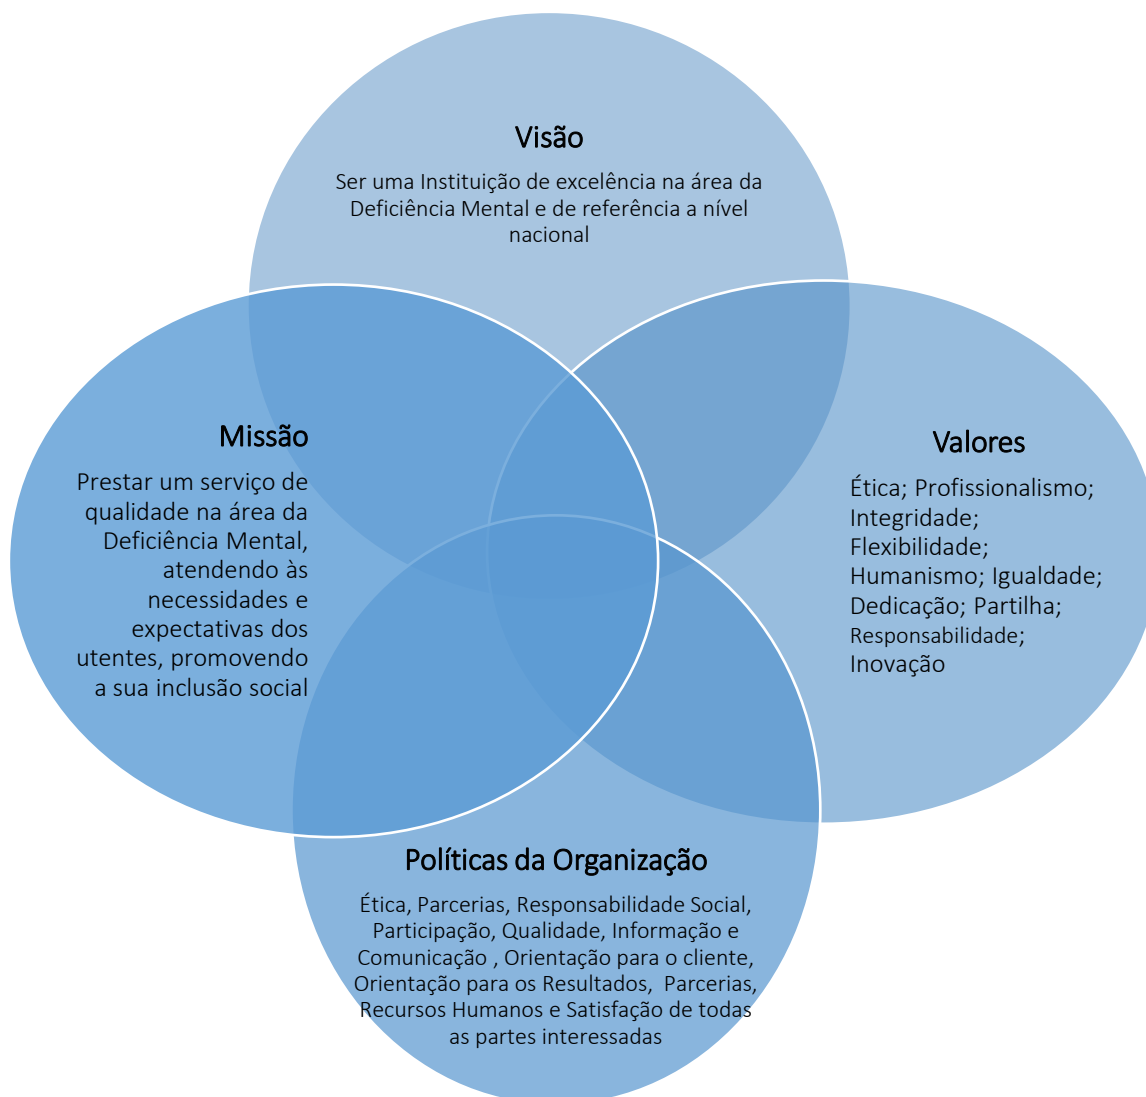 Visão
Ser uma Instituição de excelência na área da
Deficiência Mental e de referência a nível
nacional
Missão
Prestar um serviço de
qualidade na área da
Deficiência Mental,
atendendo às
necessidades e
expectativas dos
utentes, promovendo
a sua inclusão social
Valores
Ética; Profissionalismo;
Integridade;
Flexibilidade;
Humanismo; Igualdade;
Dedicação; Partilha;
Responsabilidade;
Inovação
Políticas da Organização
Ética, Parcerias, Responsabilidade Social,
Participação, Qualidade, Informação e
Comunicação , Orientação para o cliente,
Orientação para os Resultados,  Parcerias,
Recursos Humanos e Satisfação de todas
as partes interessadas